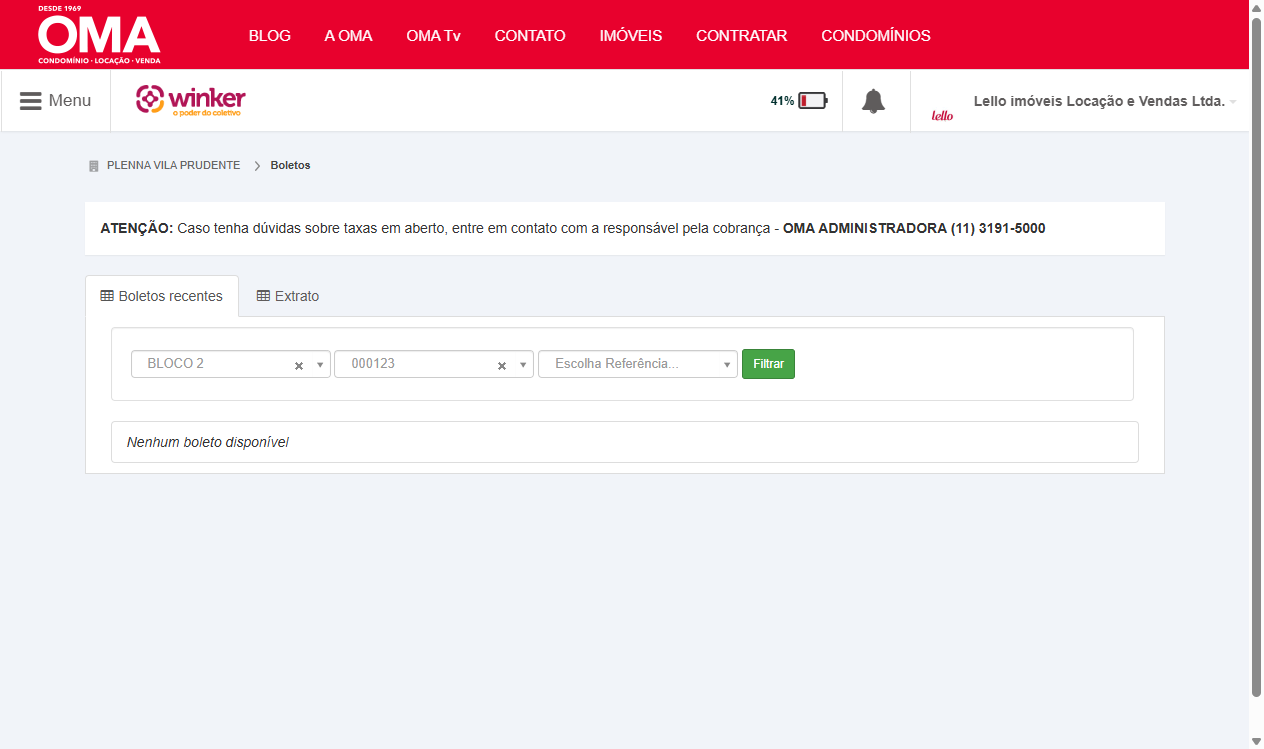 DESDE 1969
OMA
CONDOMÍNIO · LOCAÇÃO · VENDA
BLOG A OMA OMA Tv CONTATO IMÓVEIS CONTRATAR CONDOMÍNIOS
Menu
winker
o poder do coletivo
41%
lello
Lello imóveis Locação e Vendas Ltda.
PLENNA VILA PRUDENTE > Boletos
ATENÇÃO: Caso tenha dúvidas sobre taxas em aberto, entre em contato com a responsável pela cobrança - OMA ADMINISTRADORA (11) 3191-5000
Boletos recentes Extrato
BLOCO 2 × 000123 × Escolha Referência... Filtrar
Nenhum boleto disponível